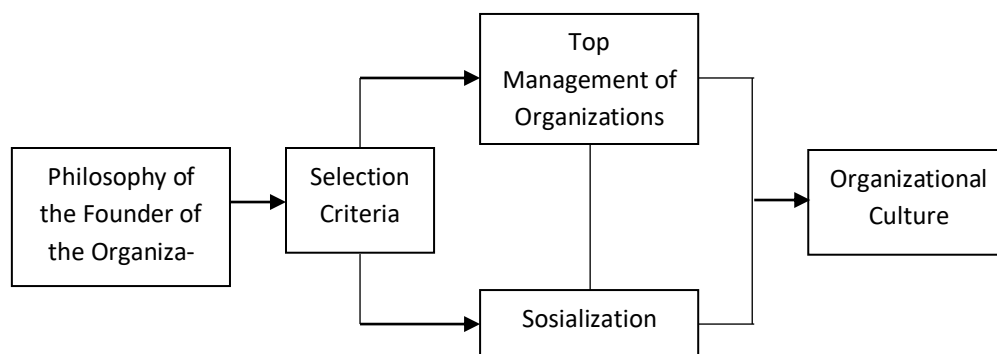 Top
Management of
Organizations
Philosophy of
the Founder of
the Organiza-
Selection
Criteria
Organizational
Culture
Sosialization